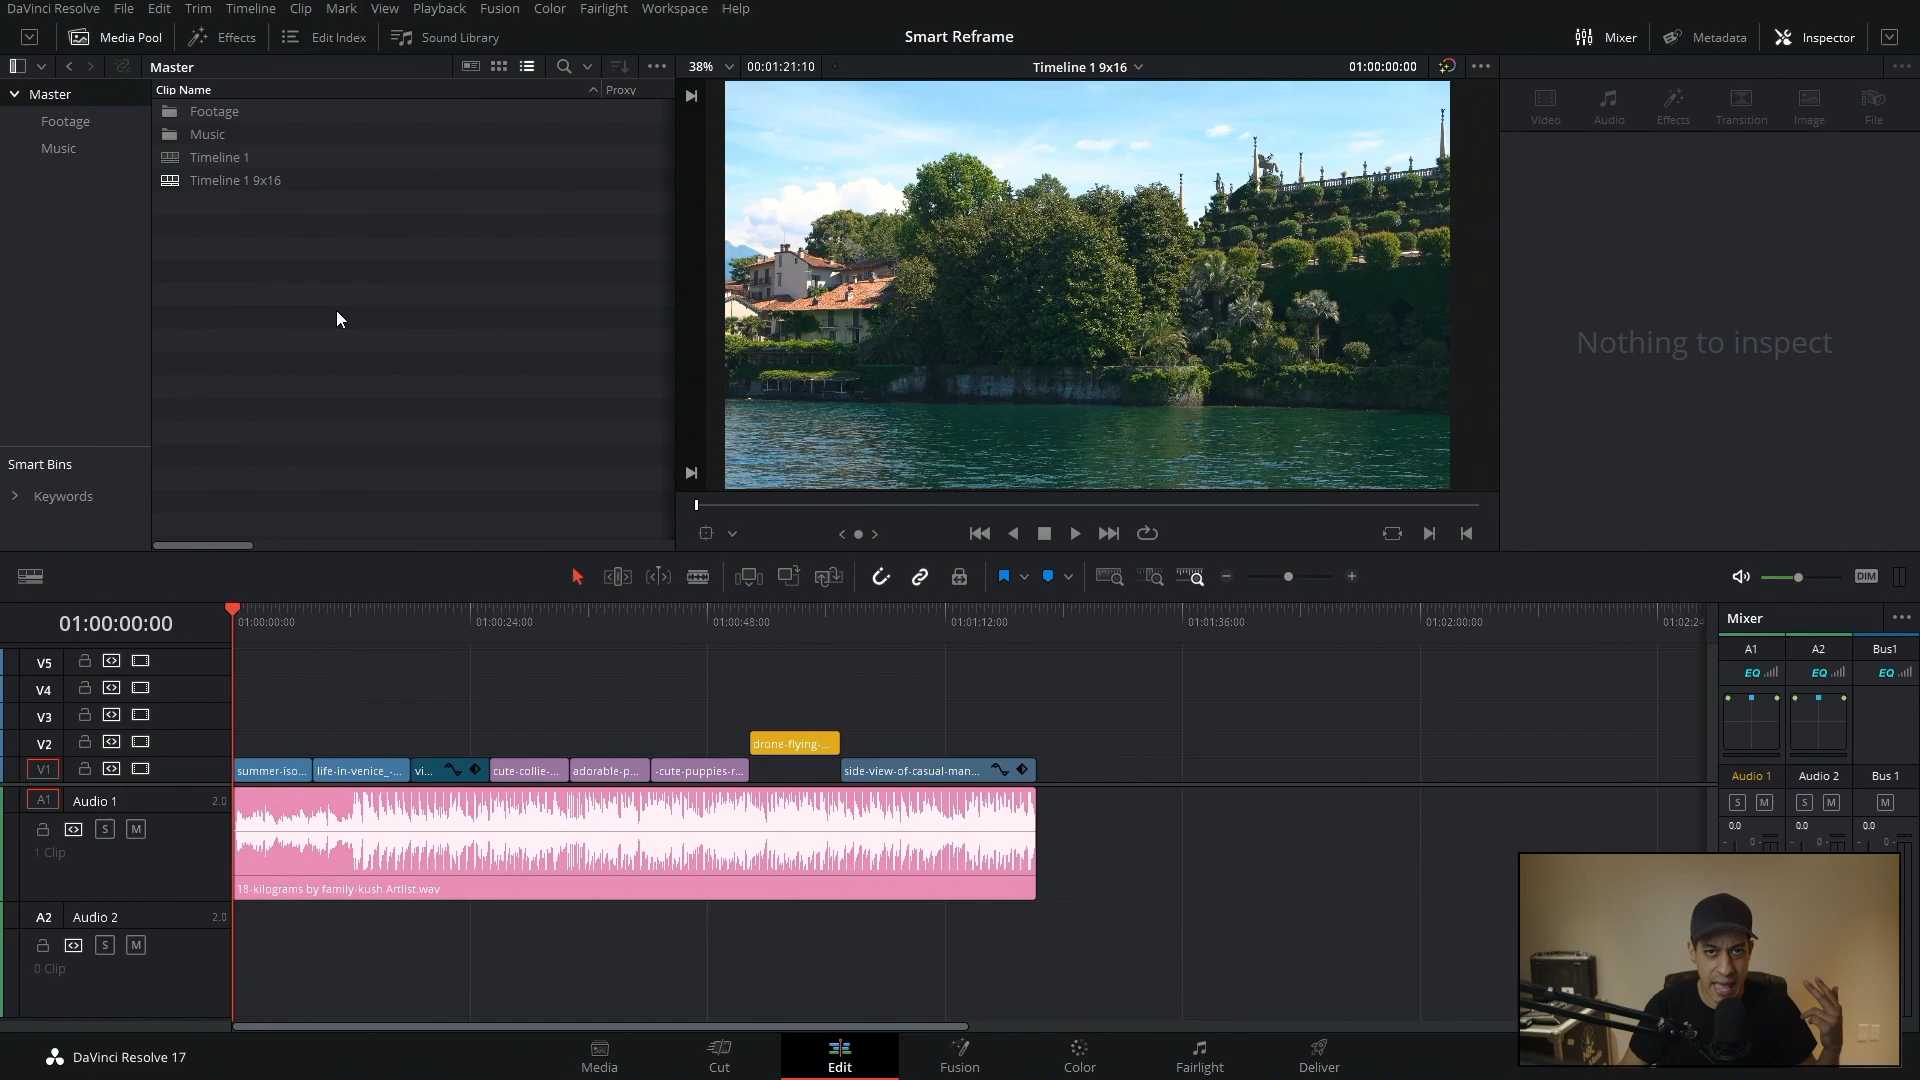 DaVinci Resolve File Edit Trim Timeline Clip Mark View Playback Fusion Color Fairlight Workspace Help
Media Pool Effects Edit Index Sound Library Smart Reframe Mixer Metadata Inspector
Master 38% 00:01:21:10 Timeline 1 9x16 01:00:00:00
Master Clip Name Proxy
Footage
Music
Footage
Music
Timeline 1
Timeline 1 9x16
Video Audio Effects Transition Image File
Nothing to inspect
Smart Bins
Keywords
DIM
01:00:00:00
01:00:00:00 01:00:24:00 01:00:48:00 01:01:12:00 01:01:36:00 01:02:00:00 01:02:24
V5
V4
V3
V2 drone-flying-...
V1 summer-iso... life-in-venice_-... vi... cute-collie-... adorable-p... -cute-puppies-r... side-view-of-casual-man...
A1 Audio 1 2.0
S M
1 Clip
18-kilograms by family-kush Artlist.wav
A2 Audio 2 2.0
S M
0 Clip
Mixer
A1 A2 Bus1
EQ EQ EQ
Audio 1 Audio 2 Bus 1
S M S M M
0.0 0.0 0.0
0- 0- 0-
DaVinci Resolve 17
Media Cut Edit Fusion Color Fairlight Deliver